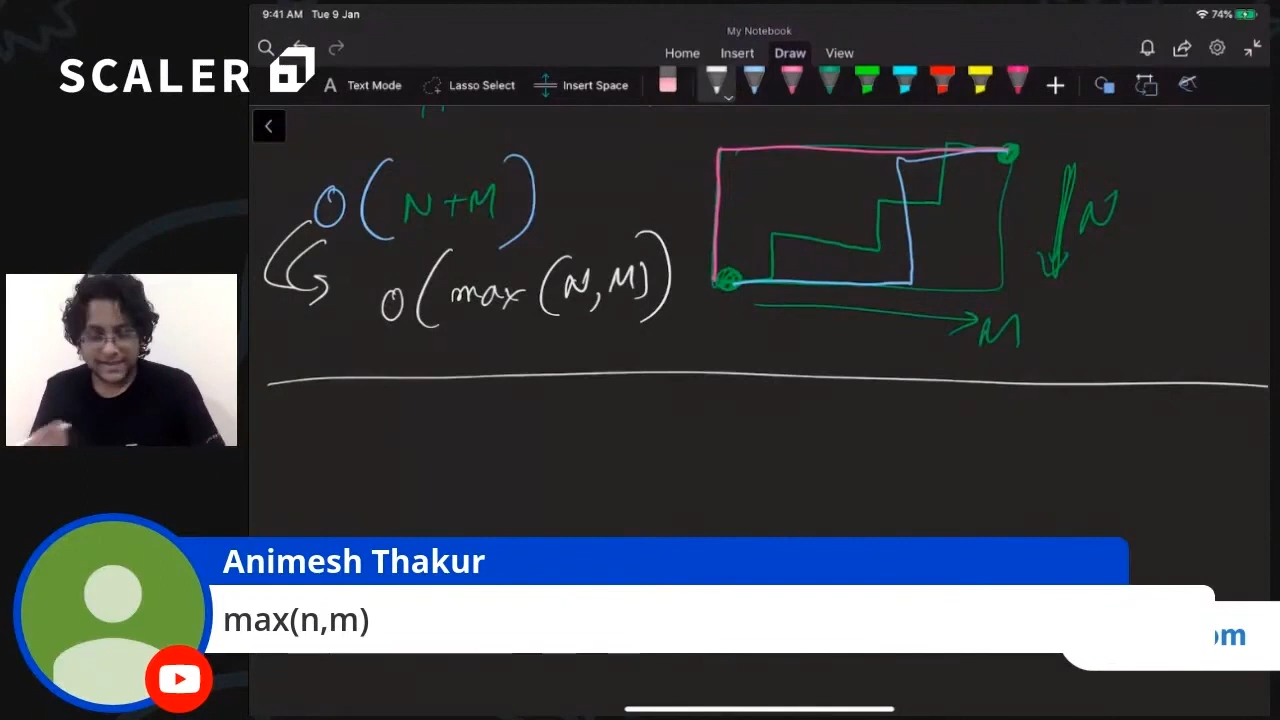 9:41 AM Tue 9 Jan
74%
My Notebook
SCALER
Home Insert Draw View
A Text Mode Lasso Select Insert Space
O(N+M)
O(max(N,M))
N
M
Animesh Thakur
max(n,m)
om